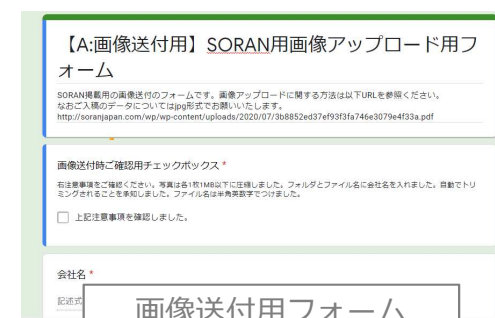 【A:画像送付用】SORAN用画像アップロード用フ
ォーム
SORAN掲載用の画像送付のフォームです。画像アップロードに関する方法は以下URLを参照ください。
なおご入稿のデータについてはjpg形式でお願いいたします。
http://soranjapan.com/wp/wp-content/uploads/2020/07/3b8852ed37ef93f3fa746e3079e4f33a.pdf
画像送付時ご確認用チェックボックス *
右注意事項をご確認ください。写真は各1枚1MB以下に圧縮しました。フォルダとファイル名に会社名を入れました。自動でトリ
ミングされることを承知しました。ファイル名は半角英数字でつけました。
上記注意事項を確認しました。
会社名 *
記述式
画像送付用フォーム